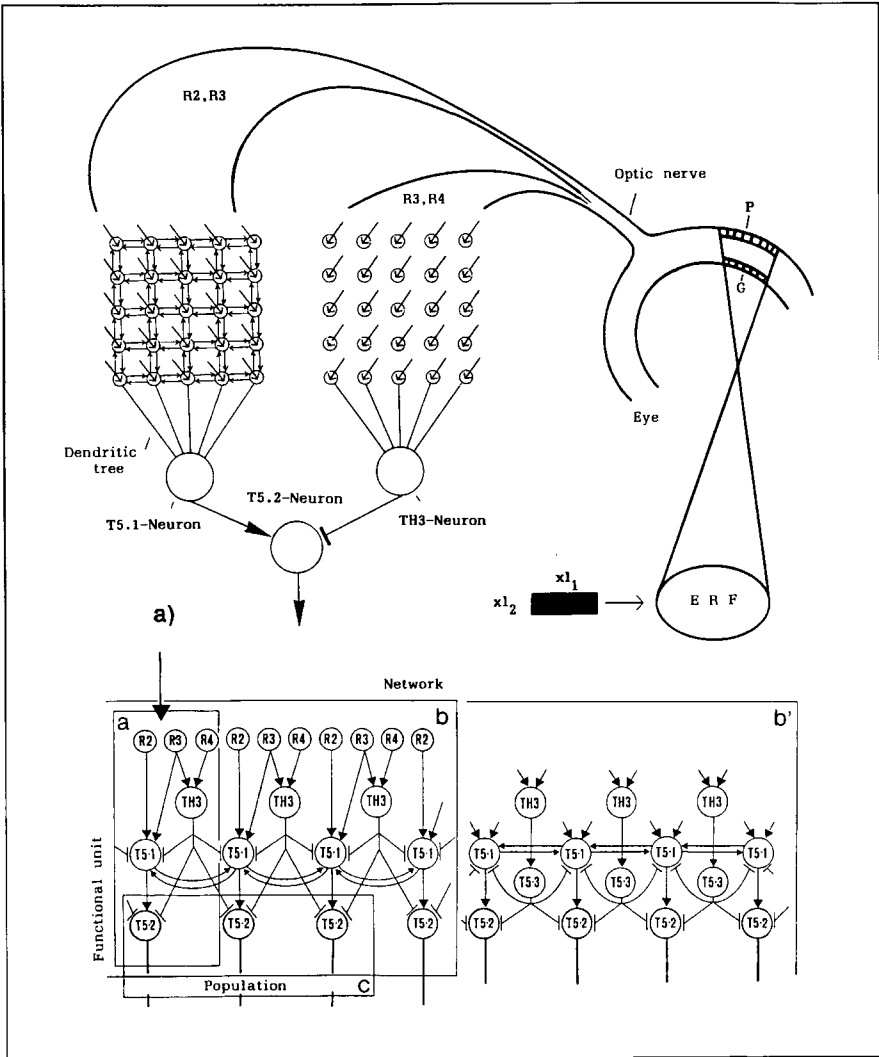 R2,R3
Optic nerve
P
R3,R4
G
Eye
Dendritic
tree
T5.2-Neuron
T5.1-Neuron
TH3-Neuron
xl1
xl2
E R F
a)
Network
a
b
b'
R2 R3 R4 R2 R3 R4 R2 R3 R4 R2
TH3 TH3 TH3
TH3 TH3 TH3
T5·1 T5·1 T5·1 T5·1
T5·1 T5·1 T5·1 T5·1
T5·3 T5·3 T5·3
T5·2 T5·2 T5·2 T5·2
T5·2 T5·2 T5·2 T5·2
Functional unit
Population
C